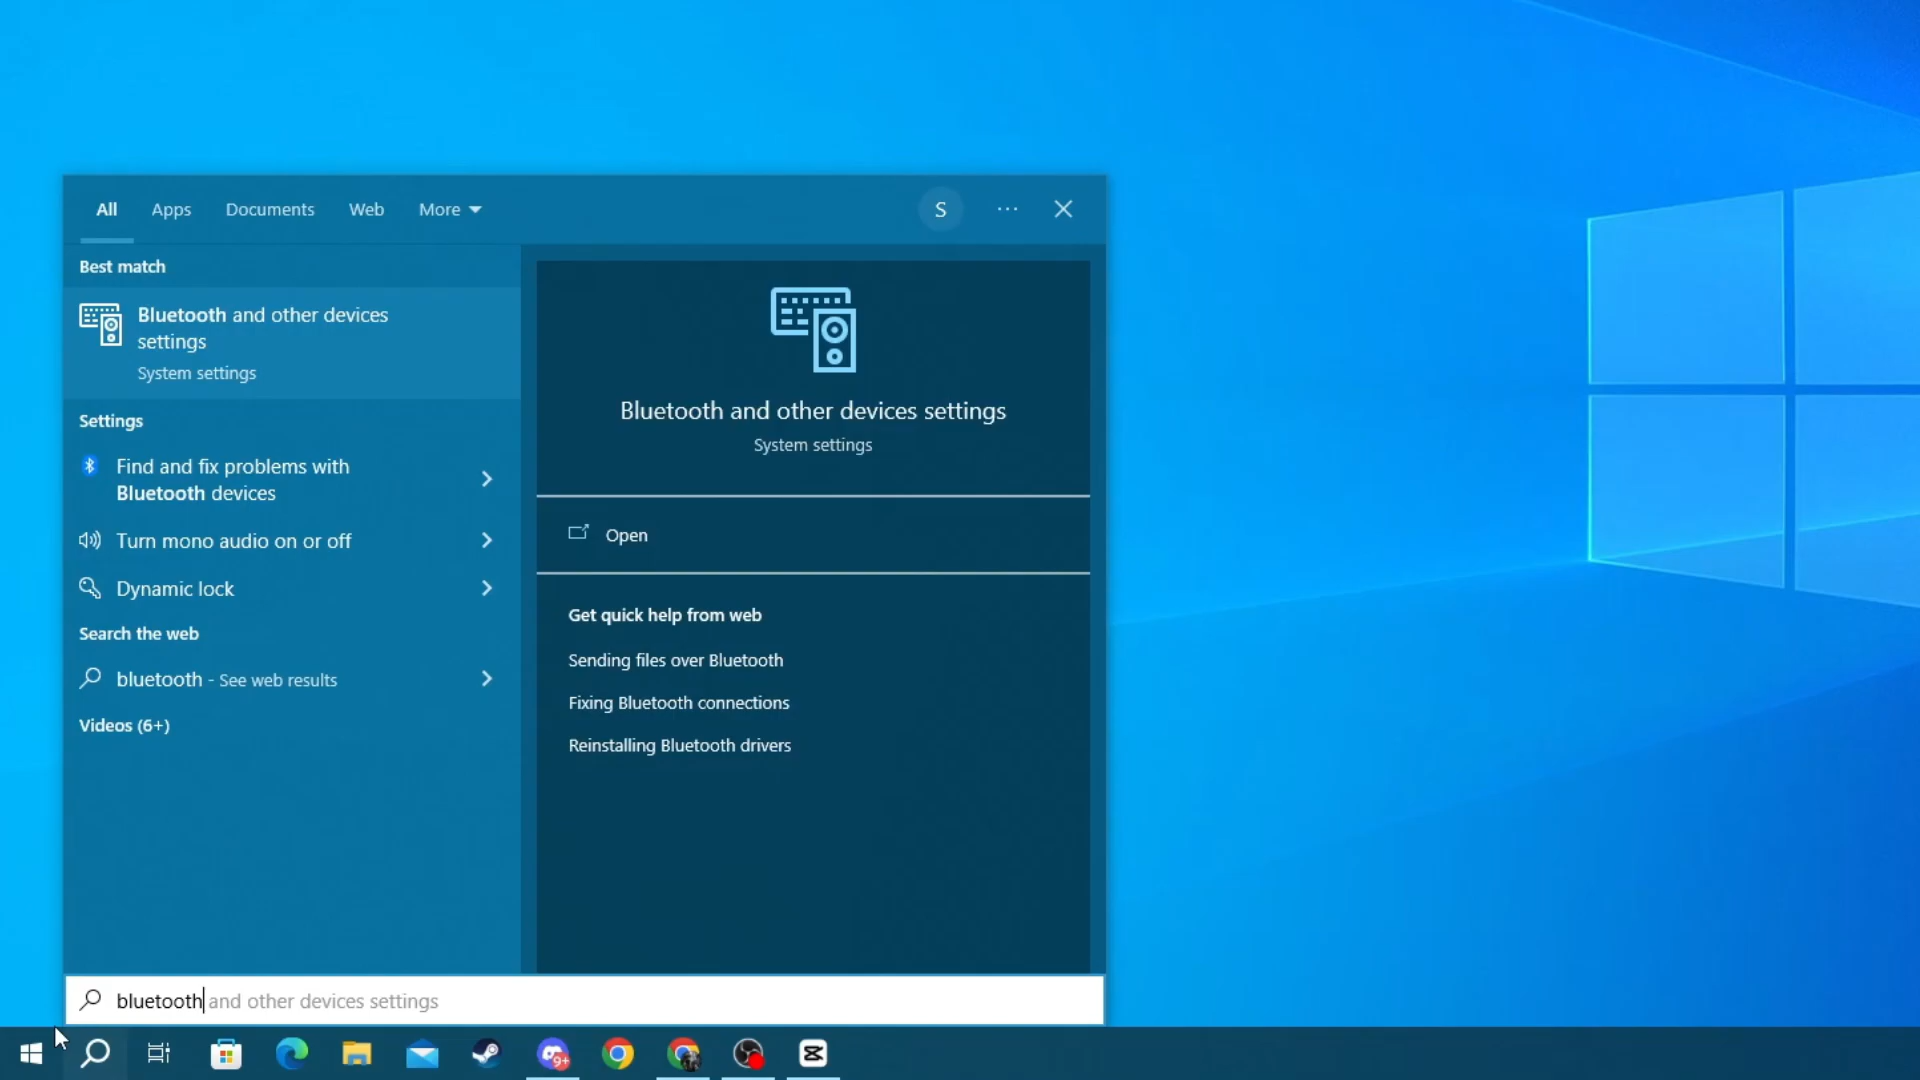 All Apps Documents Web More S ...
Best match
Bluetooth and other devices
settings
System settings
Settings
Find and fix problems with
Bluetooth devices
Turn mono audio on or off
Dynamic lock
Search the web
bluetooth - See web results
Videos (6+)
Bluetooth and other devices settings
System settings
Open
Get quick help from web
Sending files over Bluetooth
Fixing Bluetooth connections
Reinstalling Bluetooth drivers
bluetooth and other devices settings
9+